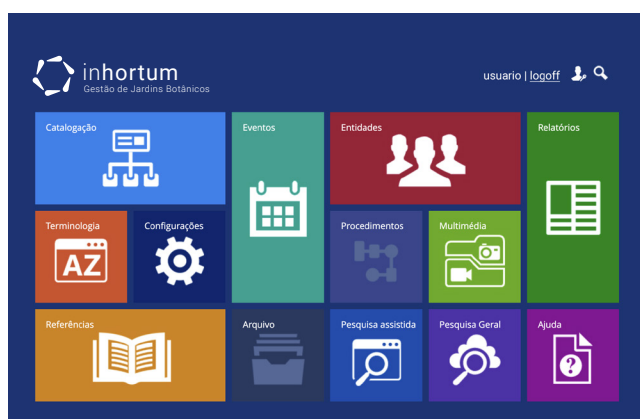 inhortum
Gestão de Jardins Botânicos
usuario | logoff
Catalogação
Eventos
Entidades
Relatórios
Terminologia
AZ
Configurações
Procedimentos
Multimédia
Referências
Arquivo
Pesquisa assistida
Pesquisa Geral
Ajuda
?